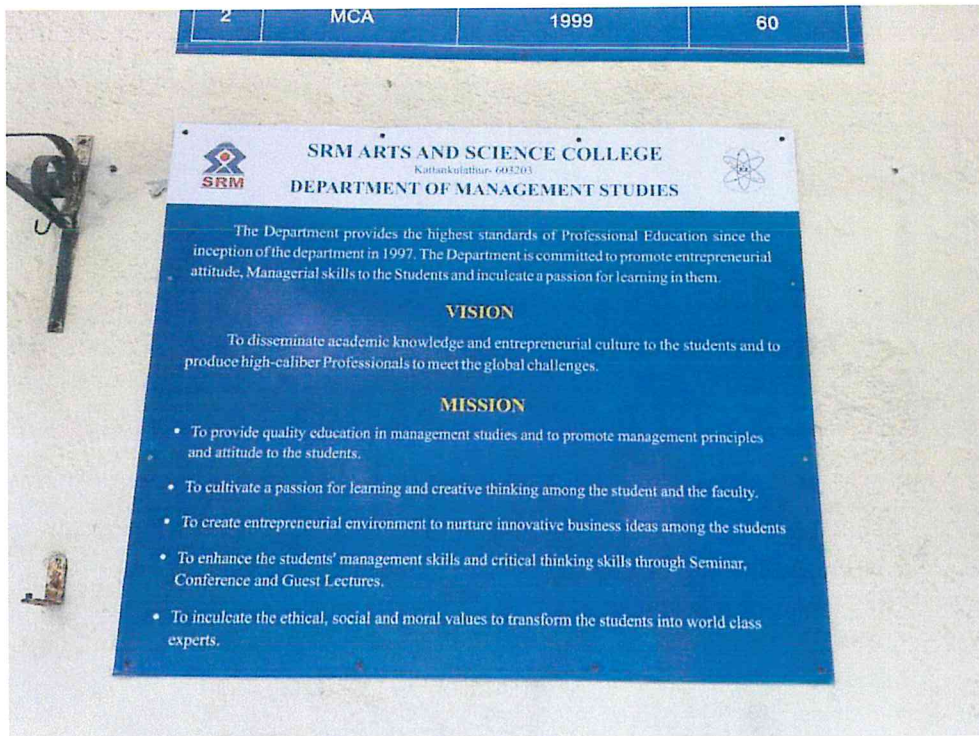 2 MCA 1999 60
SRM ARTS AND SCIENCE COLLEGE
Kattankulathur- 603203
SRM
DEPARTMENT OF MANAGEMENT STUDIES
The Department provides the highest standards of Professional Education since the
inception of the department in 1997. The Department is committed to promote entrepreneurial
attitude, Managerial skills to the Students and inculcate a passion for learning in them.
VISION
To disseminate academic knowledge and entrepreneurial culture to the students and to
produce high-caliber Professionals to meet the global challenges.
MISSION
• To provide quality education in management studies and to promote management principles
and attitude to the students.
• To cultivate a passion for learning and creative thinking among the student and the faculty.
• To create entrepreneurial environment to nurture innovative business ideas among the students
• To enhance the students' management skills and critical thinking skills through Seminar,
Conference and Guest Lectures.
• To inculcate the ethical, social and moral values to transform the students into world class
experts.